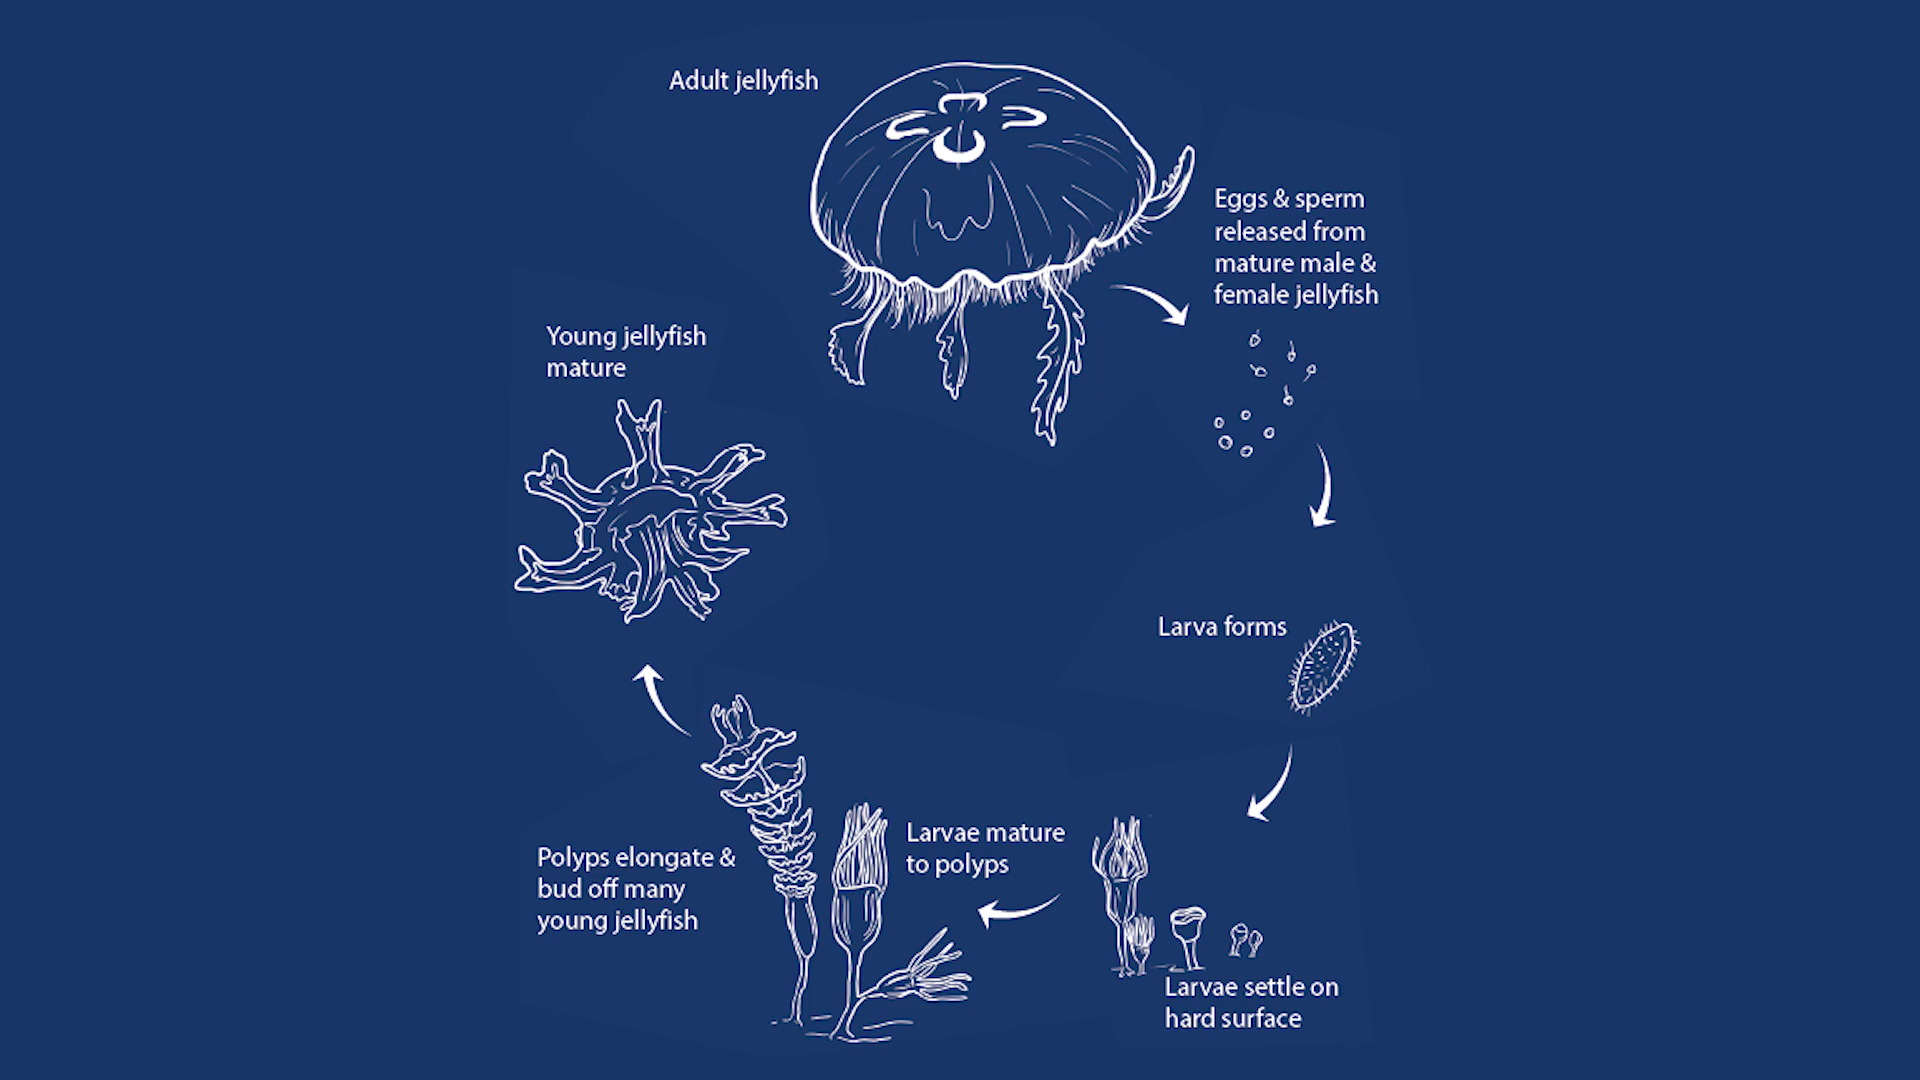 Adult jellyfish
Eggs & sperm
released from
mature male &
female jellyfish
Larva forms
Larvae settle on
hard surface
Larvae mature
to polyps
Polyps elongate &
bud off many
young jellyfish
Young jellyfish
mature